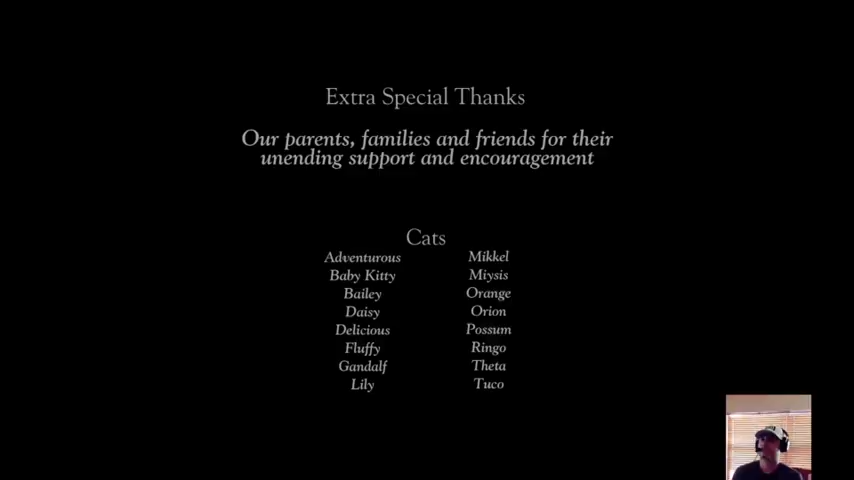 Extra Special Thanks
Our parents, families and friends for their
unending support and encouragement
Cats
Adventurous
Baby Kitty
Bailey
Daisy
Delicious
Fluffy
Gandalf
Lily
Mikkel
Miysis
Orange
Orion
Possum
Ringo
Theta
Tuco